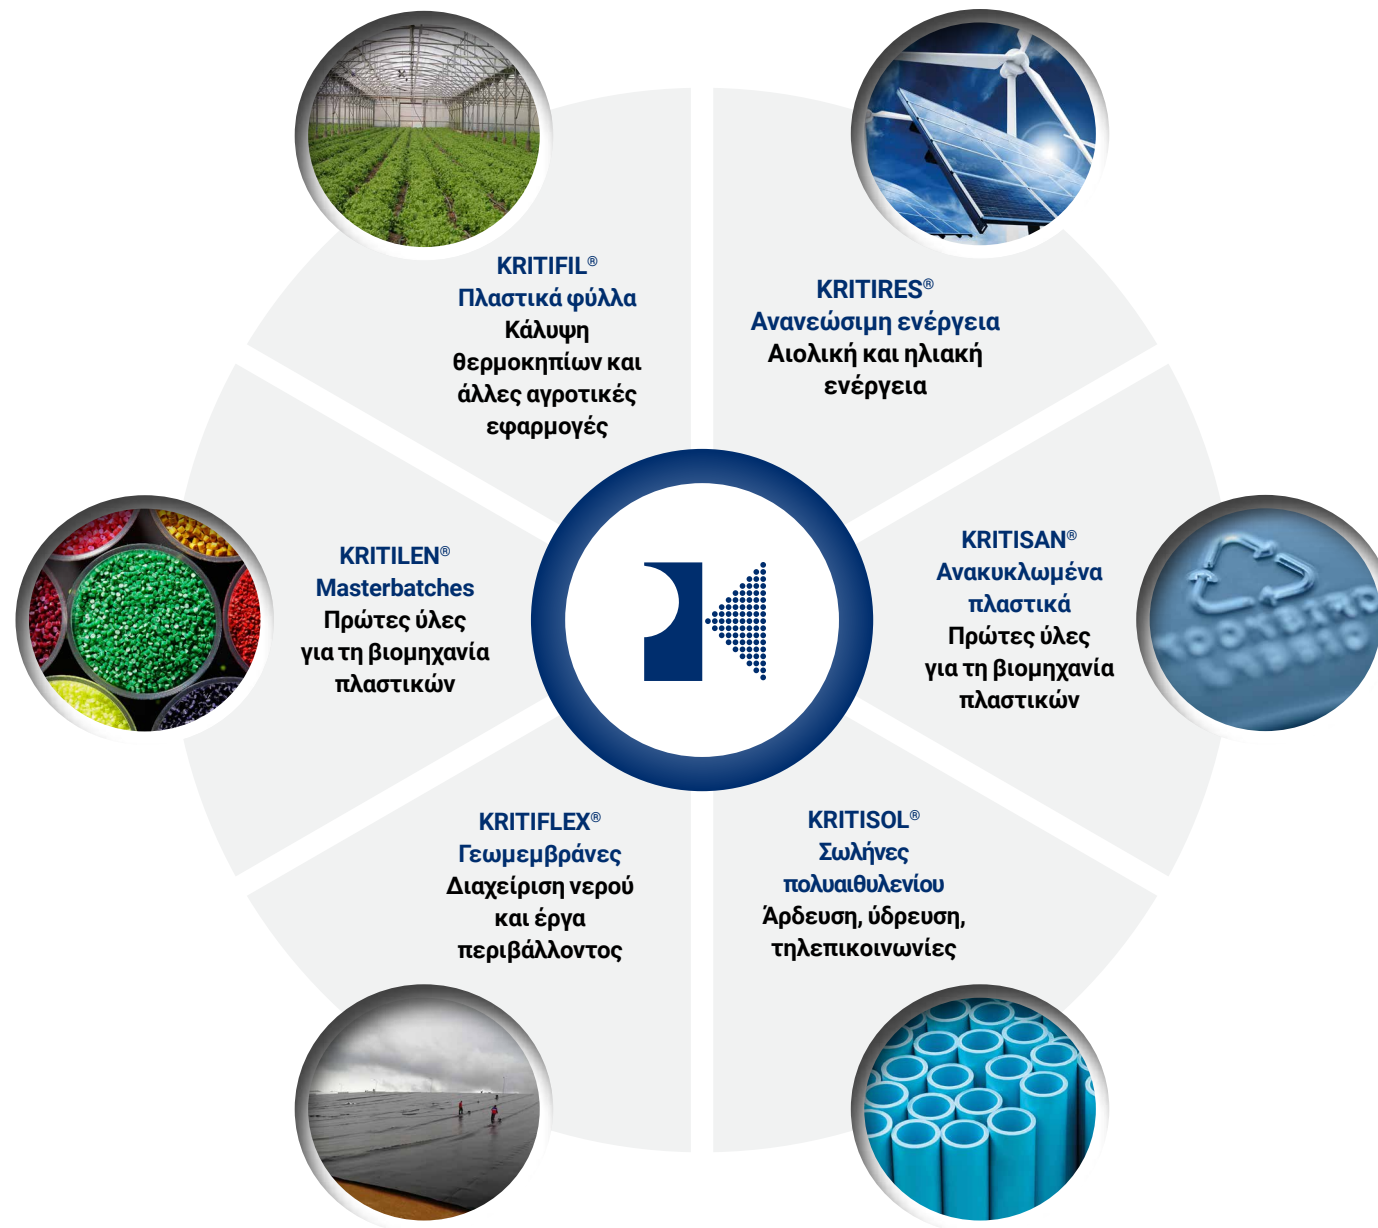 KRITIFIL®
Πλαστικά φύλλα
Κάλυψη
θερμοκηπίων και
άλλες αγροτικές
εφαρμογές
KRITIRES®
Ανανεώσιμη ενέργεια
Αιολική και ηλιακή
ενέργεια
KRITILEN®
Masterbatches
Πρώτες ύλες
για τη βιομηχανία
πλαστικών
KRITISAN®
Ανακυκλωμένα
πλαστικά
Πρώτες ύλες
για τη βιομηχανία
πλαστικών
KRITIFLEX®
Γεωμεμβράνες
Διαχείριση νερού
και έργα
περιβάλλοντος
KRITISOL®
Σωλήνες
πολυαιθυλενίου
Άρδευση, ύδρευση,
τηλεπικοινωνίες